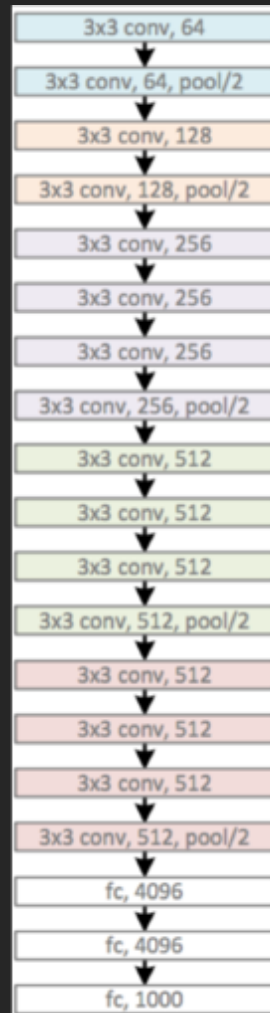 3x3 conv, 64
3x3 conv, 64, pool/2
3x3 conv, 128
3x3 conv, 128, pool/2
3x3 conv, 256
3x3 conv, 256
3x3 conv, 256
3x3 conv, 256, pool/2
3x3 conv, 512
3x3 conv, 512
3x3 conv, 512
3x3 conv, 512, pool/2
3x3 conv, 512
3x3 conv, 512
3x3 conv, 512
3x3 conv, 512, pool/2
fc, 4096
fc, 4096
fc, 1000